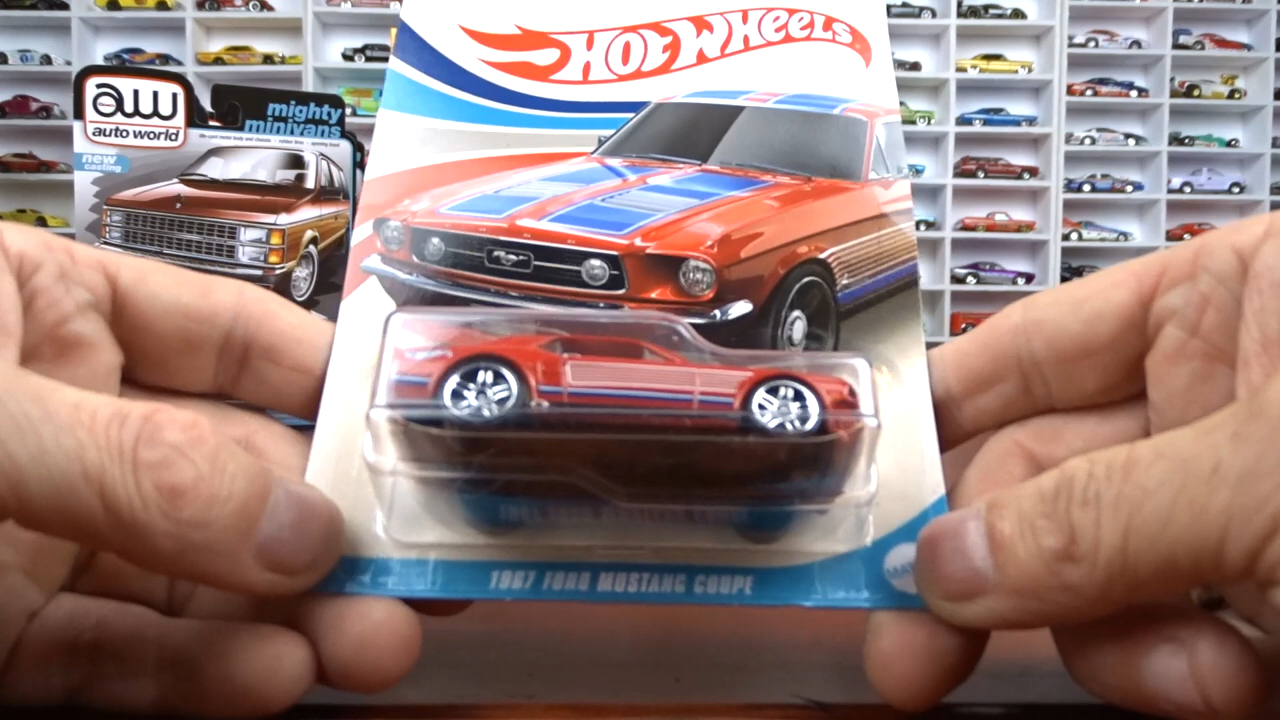 HOT WHEELS
aw
auto world
mighty
minivans
new
casting
1967 FORD MUSTANG COUPE